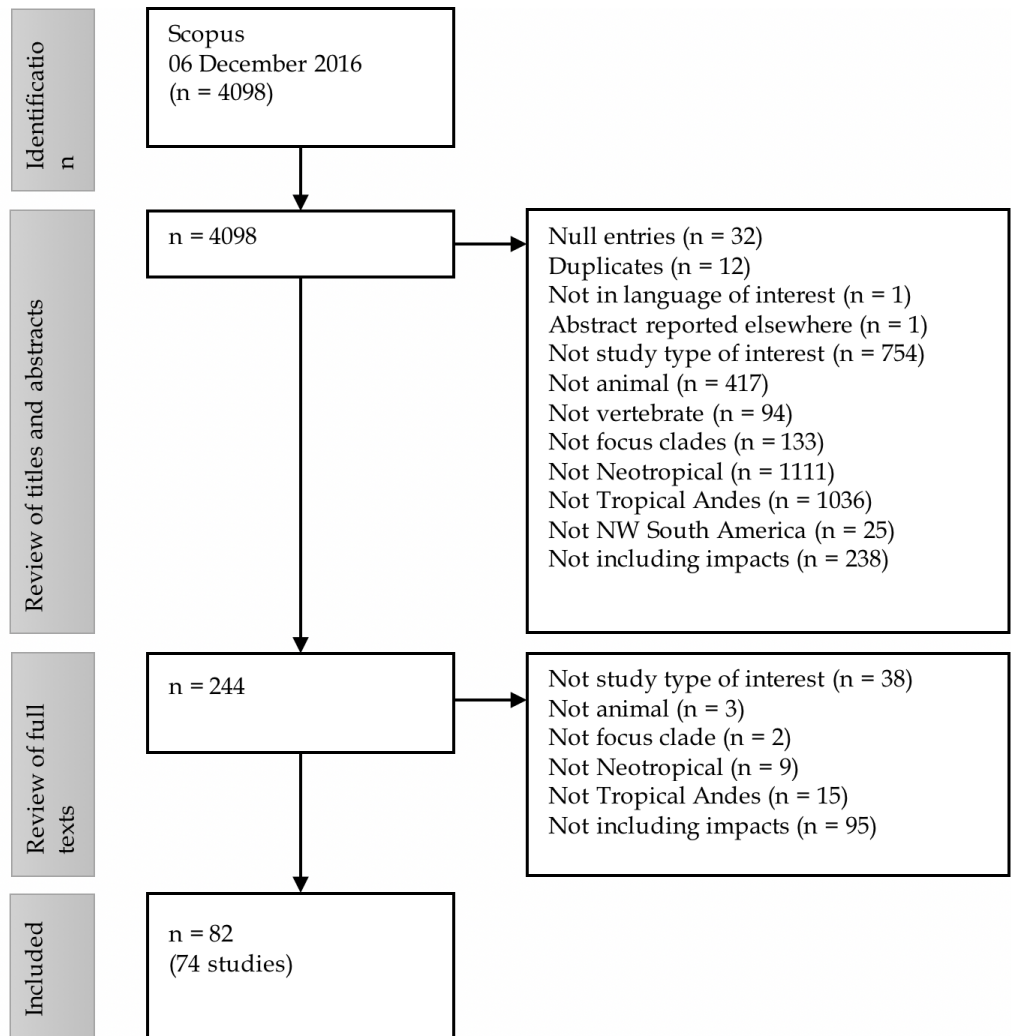 Identificatio
n
Scopus
06 December 2016
(n = 4098)
Review of titles and abstracts
n = 4098
Null entries (n = 32)
Duplicates (n = 12)
Not in language of interest (n = 1)
Abstract reported elsewhere (n = 1)
Not study type of interest (n = 754)
Not animal (n = 417)
Not vertebrate (n = 94)
Not focus clades (n = 133)
Not Neotropical (n = 1111)
Not Tropical Andes (n = 1036)
Not NW South America (n = 25)
Not including impacts (n = 238)
Review of full
texts
n = 244
Not study type of interest (n = 38)
Not animal (n = 3)
Not focus clade (n = 2)
Not Neotropical (n = 9)
Not Tropical Andes (n = 15)
Not including impacts (n = 95)
Included
n = 82
(74 studies)